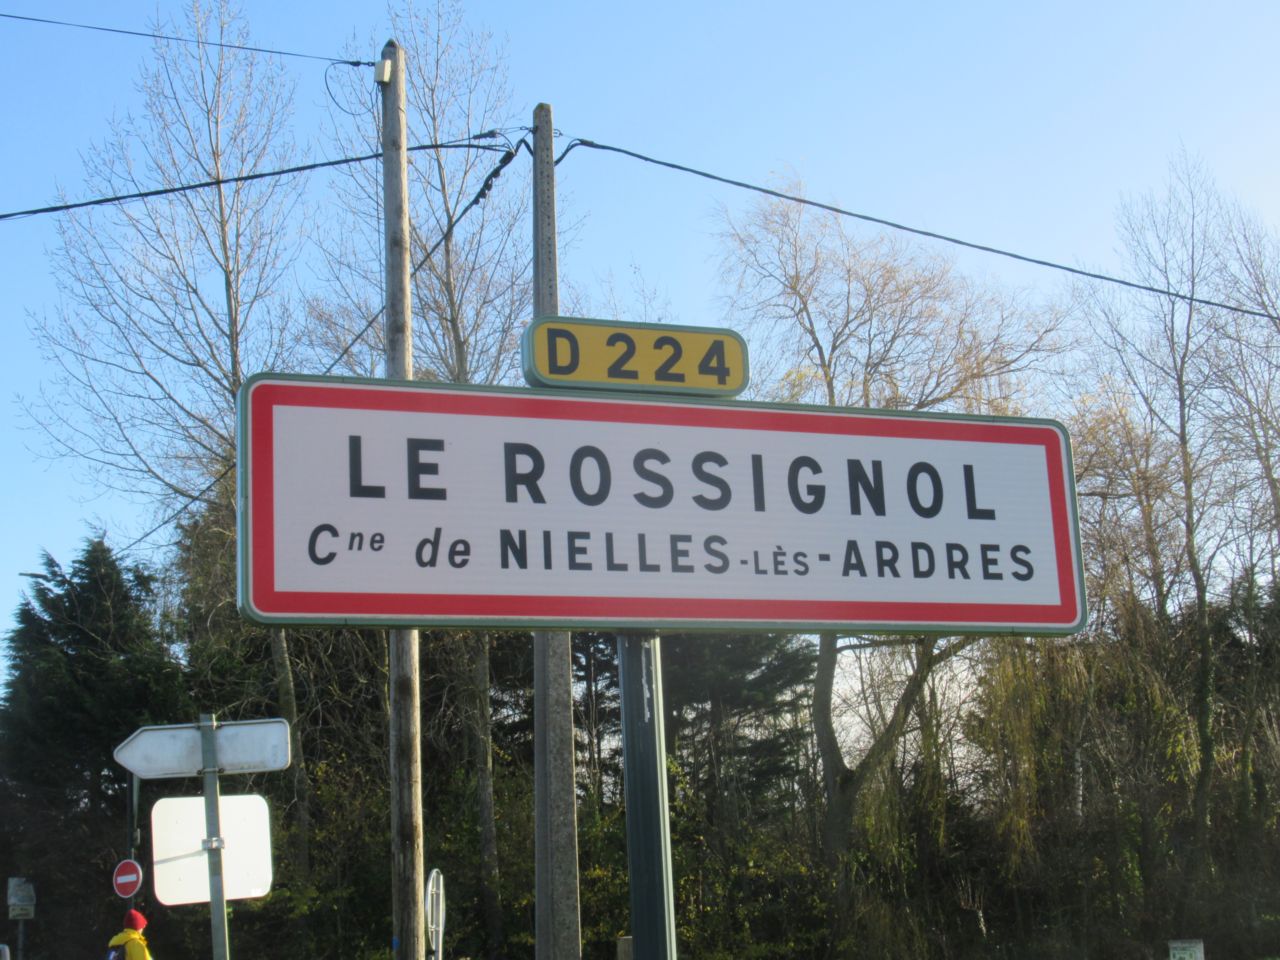 D 224
LE ROSSIGNOL
Cne de NIELLES-LÈS-ARDRES